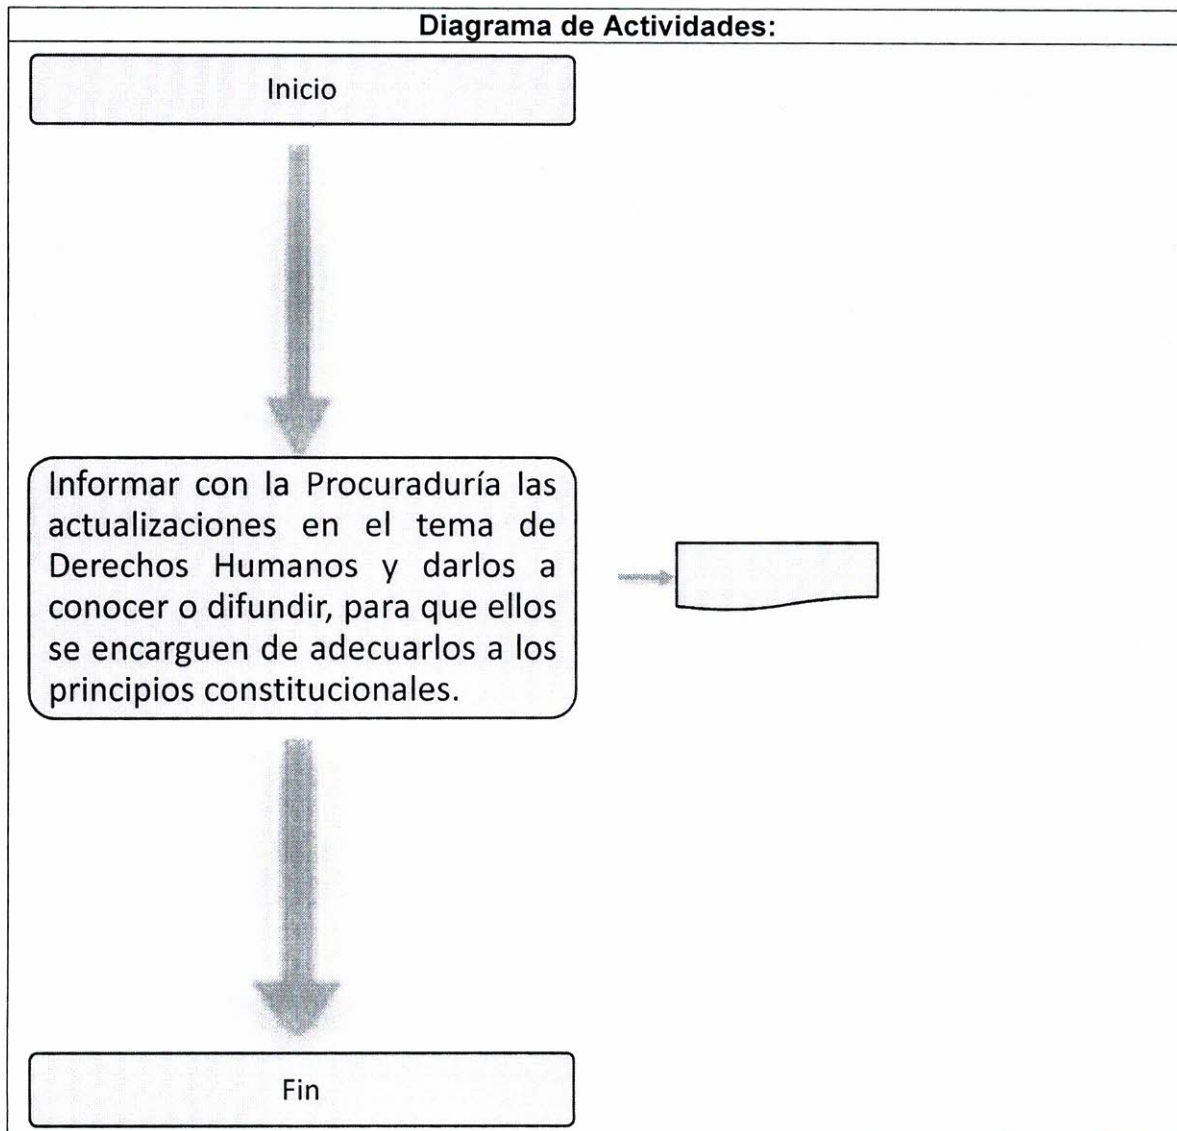 Diagrama de Actividades:
Inicio
Informar con la Procuraduría las
actualizaciones en el tema de
Derechos Humanos y darlos a
conocer o difundir, para que ellos
se encarguen de adecuarlos a los
principios constitucionales.
Fin